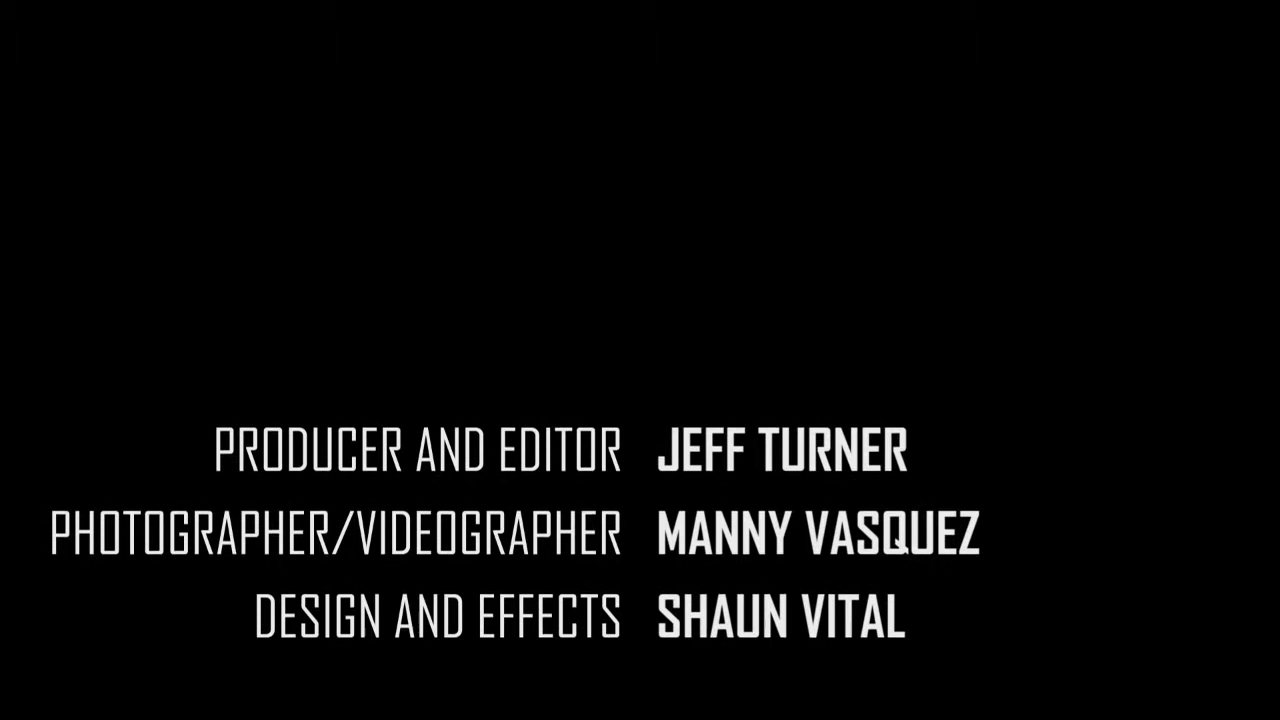 PRODUCER AND EDITOR JEFF TURNER
PHOTOGRAPHER/VIDEOGRAPHER MANNY VASQUEZ
DESIGN AND EFFECTS SHAUN VITAL